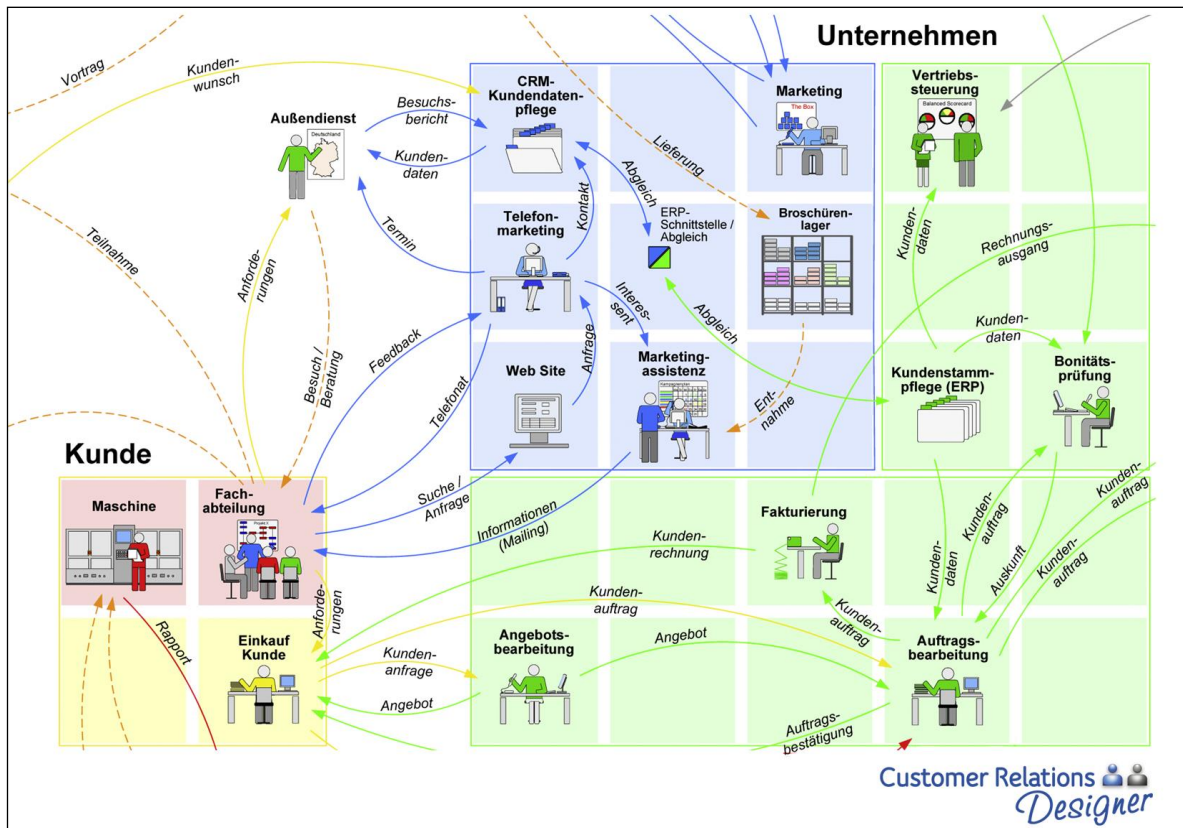 Unternehmen
Vortrag
Kunden-
wunsch
CRM-
Kundendaten-
pflege
Marketing
The Box
Vertriebs-
steuerung
Balanced Scorecard
Außendienst
Deutschland
Besuchs-
bericht
Kunden-
daten
Lieferung
Abgleich
Kontakt
Teilnahme
Termin
Telefon-
marketing
ERP-
Schnittstelle /
Abgleich
Broschüren-
lager
Kunden-
daten
Rechnungs-
ausgang
Anforde-
rungen
Interes-
sent
Abgleich
Kunden-
daten
Feedback
Anfrage
Besuch /
Beratung
Telefonat
Web Site
Marketing-
assistenz
Kampagnenplan
Ent-
nahme
Kundenstamm-
pflege (ERP)
Bonitäts-
prüfung
Kunde
Maschine
Fach-
abteilung
Projekt X
Suche /
Anfrage
Informationen
(Mailing)
Kunden-
rechnung
Fakturierung
Kunden-
daten
Kunden-
auftrag
Auskunft
Kunden-
auftrag
Kunden-
auftrag
Anforde-
rungen
Kunden-
auftrag
Kunden-
auftrag
Rapport
Einkauf
Kunde
Kunden-
anfrage
Angebot
Angebots-
bearbeitung
Angebot
Auftrags-
bearbeitung
Auftrags-
bestätigung
Customer Relations
Designer